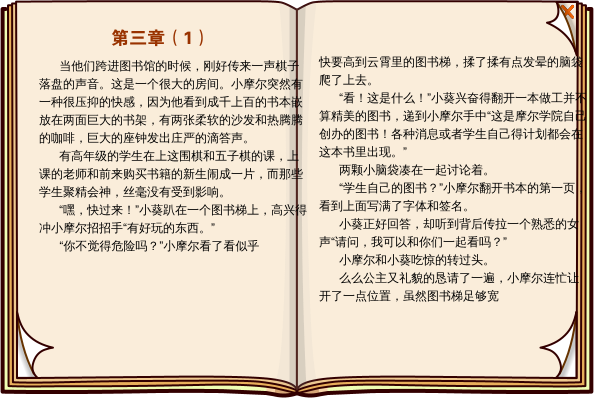 第三章（1）
当他们跨进图书馆的时候，刚好传来一声棋子
落盘的声音。这是一个很大的房间。小摩尔突然有
一种很压抑的快感，因为他看到成千上百的书本嵌
放在两面巨大的书架，有两张柔软的沙发和热腾腾
的咖啡，巨大的座钟发出庄严的滴答声。
有高年级的学生在上这围棋和五子棋的课，上
课的老师和前来购买书籍的新生闹成一片，而那些
学生聚精会神，丝毫没有受到影响。
“嘿，快过来！”小葵趴在一个图书梯上，高兴得
冲小摩尔招招手“有好玩的东西。”
“你不觉得危险吗？”小摩尔看了看似乎
快要高到云霄里的图书梯，揉了揉有点发晕的脑袋
爬了上去。
“看！这是什么！”小葵兴奋得翻开一本做工并不
算精美的图书，递到小摩尔手中“这是摩尔学院自己
创办的图书！各种消息或者学生自己得计划都会在
这本书里出现。”
两颗小脑袋凑在一起讨论着。
“学生自己的图书？”小摩尔翻开书本的第一页，
看到上面写满了字体和签名。
小葵正好回答，却听到背后传拉一个熟悉的女
声“请问，我可以和你们一起看吗？”
小摩尔和小葵吃惊的转过头。
么么公主又礼貌的恳请了一遍，小摩尔连忙让
开了一点位置，虽然图书梯足够宽